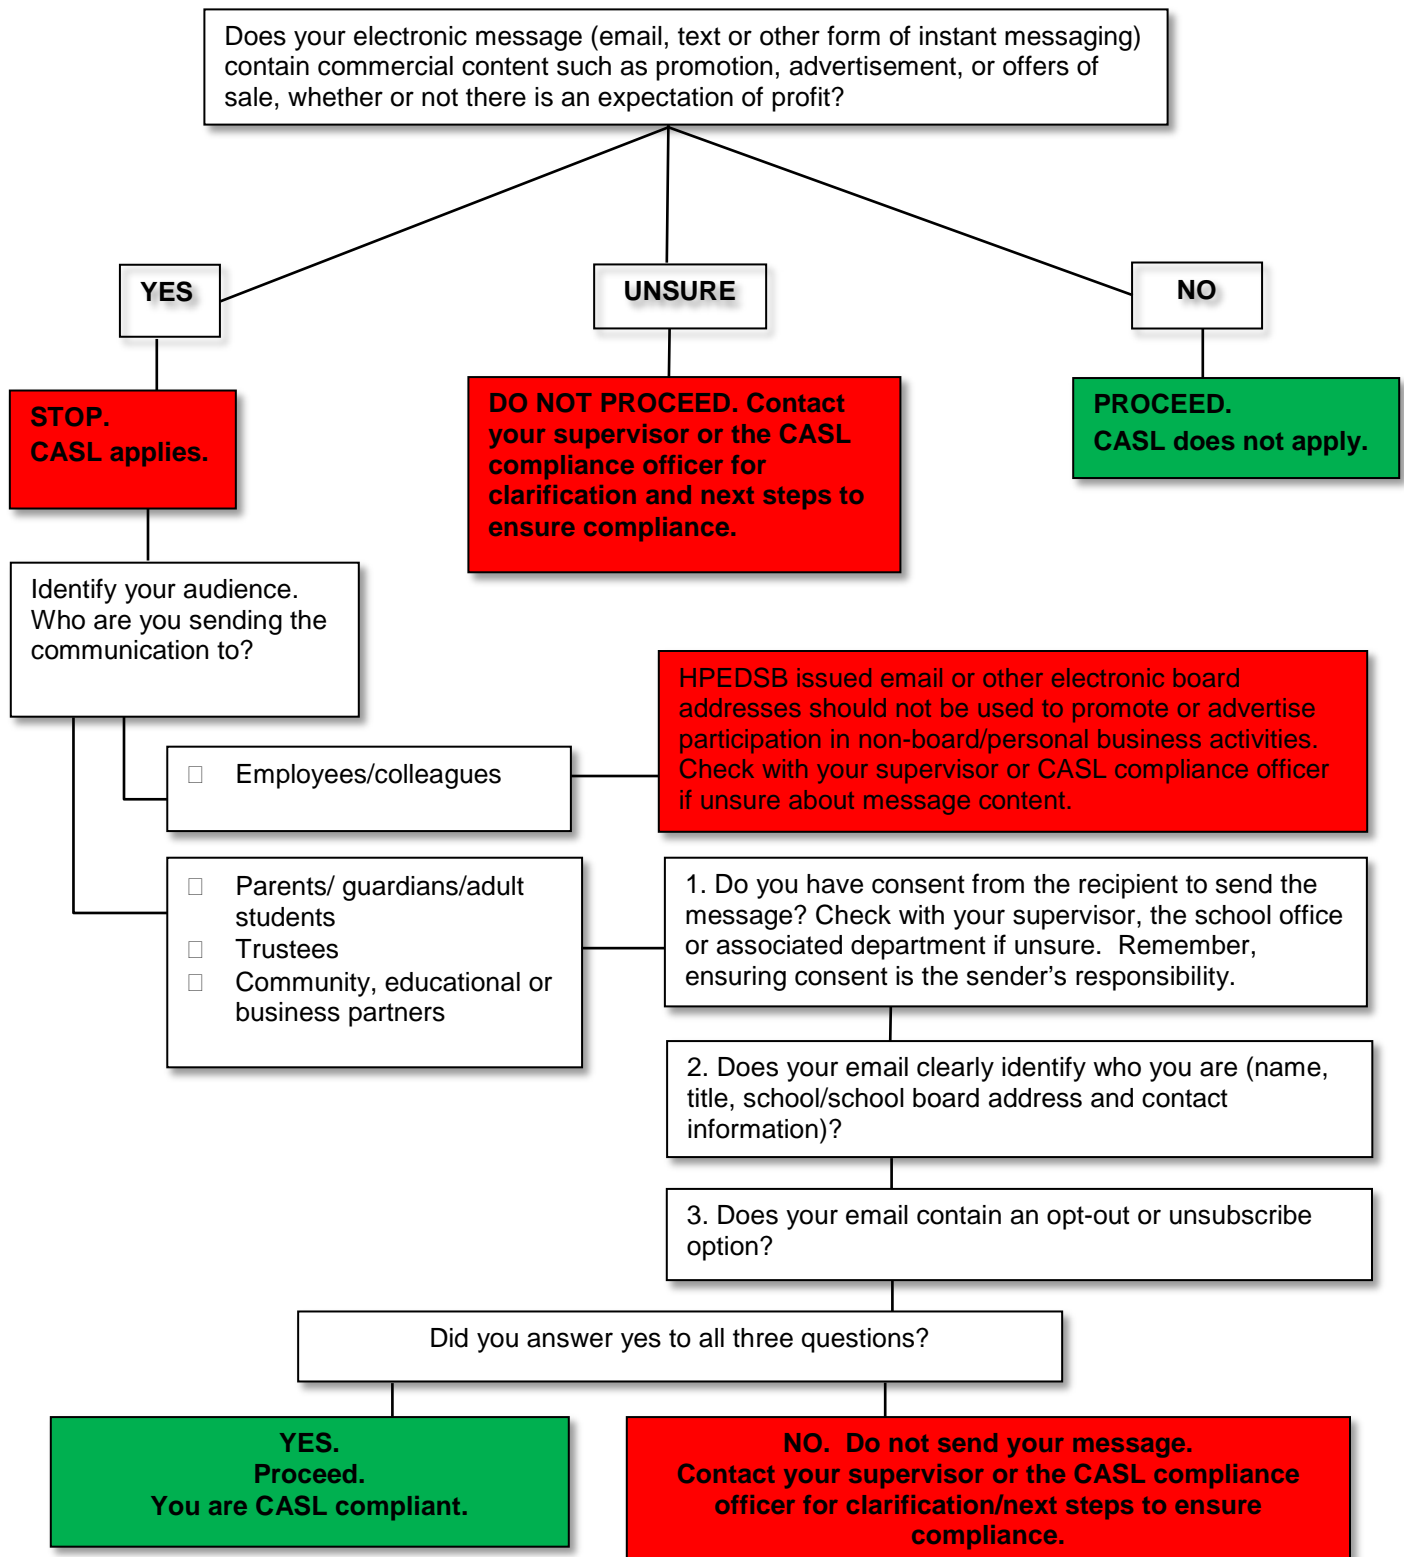 Does your electronic message (email, text or other form of instant messaging)
contain commercial content such as promotion, advertisement, or offers of
sale, whether or not there is an expectation of profit?
YES
UNSURE
NO
STOP.
CASL applies.
DO NOT PROCEED. Contact
your supervisor or the CASL
compliance officer for
clarification and next steps to
ensure compliance.
PROCEED.
CASL does not apply.
Identify your audience.
Who are you sending the
communication to?
HPEDSB issued email or other electronic board
addresses should not be used to promote or advertise
participation in non-board/personal business activities.
Check with your supervisor or CASL compliance officer
if unsure about message content.
Employees/colleagues
Parents/ guardians/adult
students
Trustees
Community, educational or
business partners
1. Do you have consent from the recipient to send the
message? Check with your supervisor, the school office
or associated department if unsure.  Remember,
ensuring consent is the sender's responsibility.
2. Does your email clearly identify who you are (name,
title, school/school board address and contact
information)?
3. Does your email contain an opt-out or unsubscribe
option?
Did you answer yes to all three questions?
YES.
Proceed.
You are CASL compliant.
NO.  Do not send your message.
Contact your supervisor or the CASL compliance
officer for clarification/next steps to ensure
compliance.